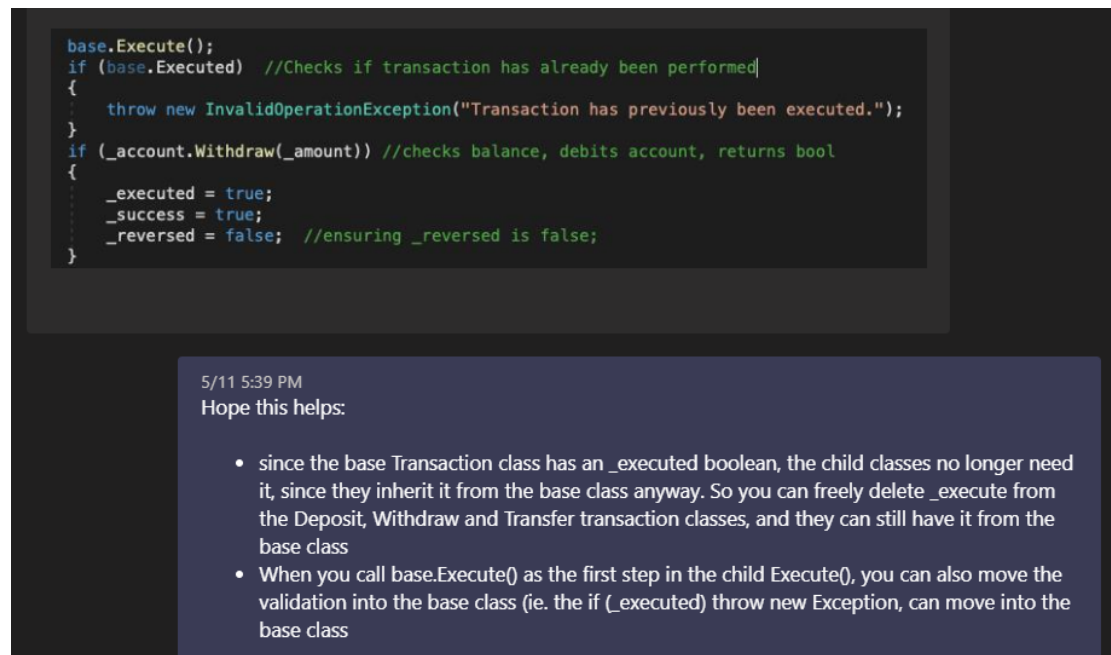 base.Execute();
if (base.Executed)  //Checks if transaction has already been performed
{
    throw new InvalidOperationException("Transaction has previously been executed.");
}
if (_account.Withdraw(_amount)) //checks balance, debits account, returns bool
{
    _executed = true;
    _success = true;
    _reversed = false;  //ensuring _reversed is false;
}
5/11 5:39 PM
Hope this helps:
• since the base Transaction class has an _executed boolean, the child classes no longer need
it, since they inherit it from the base class anyway. So you can freely delete _execute from
the Deposit, Withdraw and Transfer transaction classes, and they can still have it from the
base class
• When you call base.Execute() as the first step in the child Execute(), you can also move the
validation into the base class (ie. the if (_executed) throw new Exception, can move into the
base class